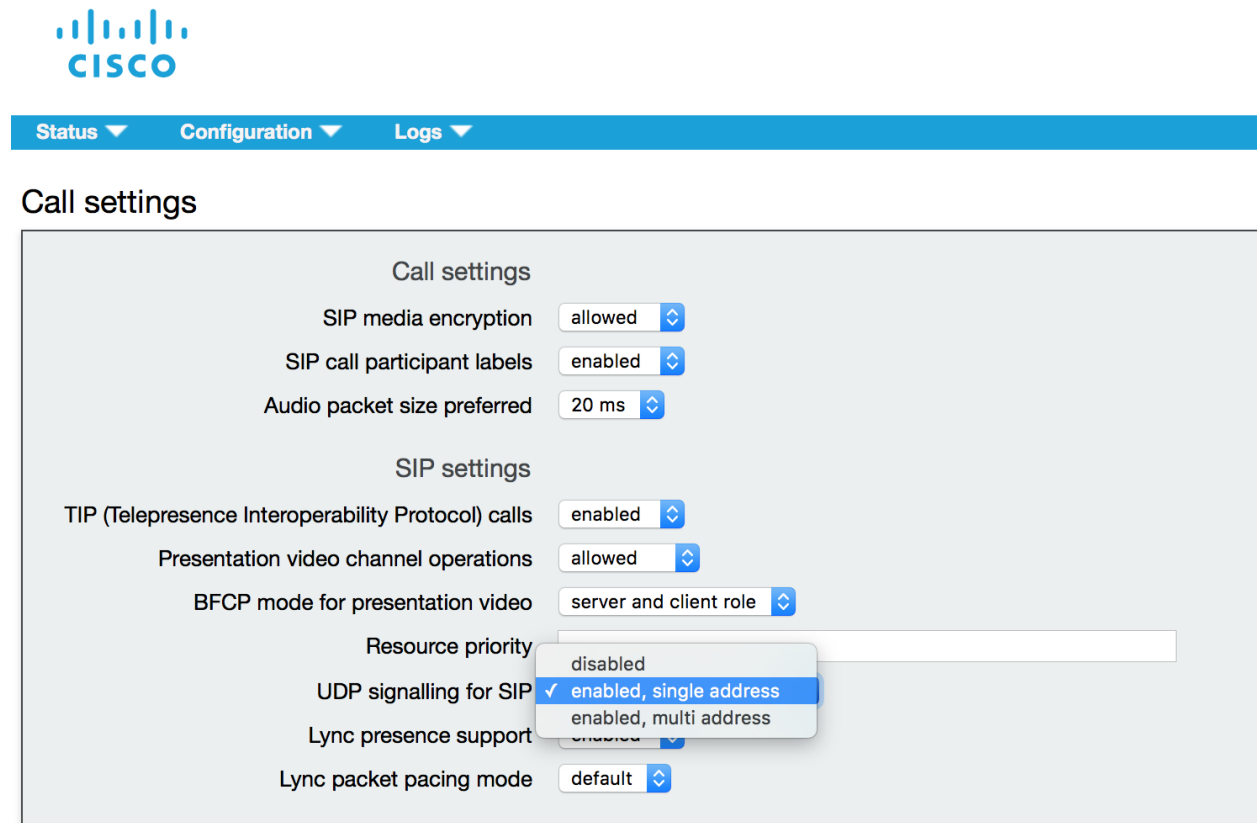 CISCO
Status Configuration Logs
Call settings
Call settings
SIP media encryption allowed
SIP call participant labels enabled
Audio packet size preferred 20 ms
SIP settings
TIP (Telepresence Interoperability Protocol) calls enabled
Presentation video channel operations allowed
BFCP mode for presentation video server and client role
Resource priority
disabled
UDP signalling for SIP ✓ enabled, single address
enabled, multi address
Lync presence support enabled
Lync packet pacing mode default